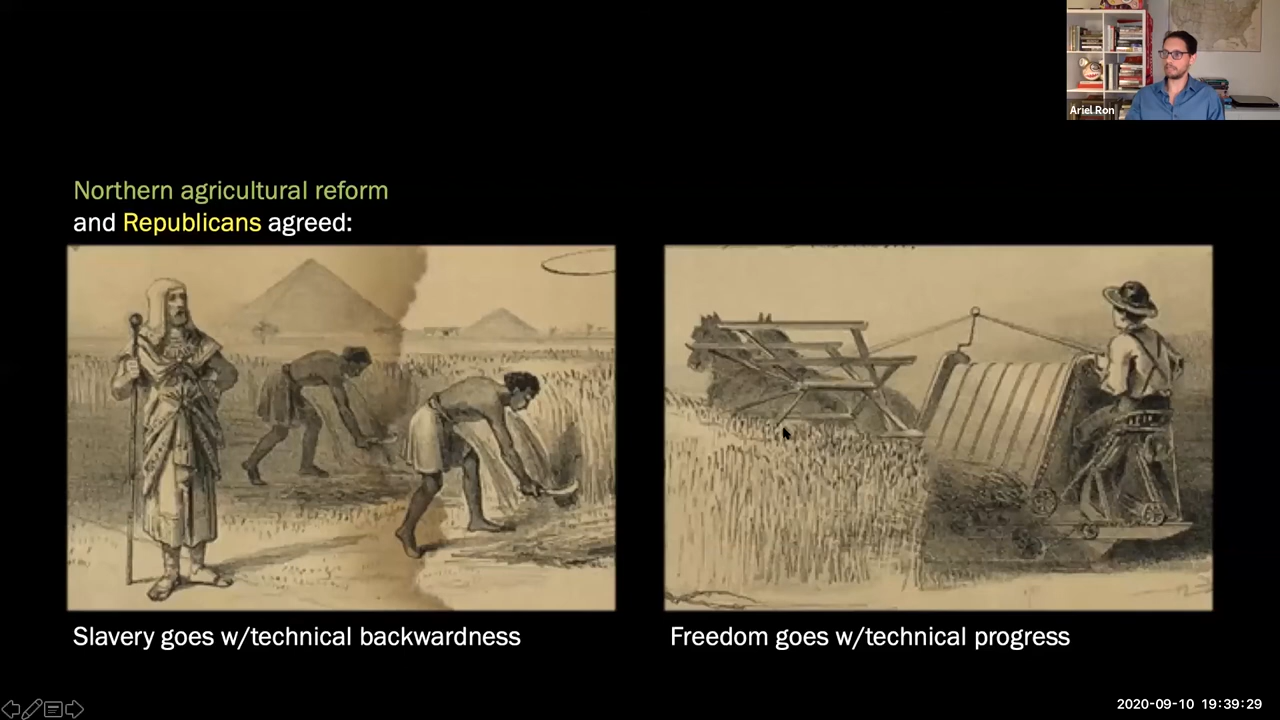 Ariel Ron
Northern agricultural reform
and Republicans agreed:
Slavery goes w/technical backwardness
Freedom goes w/technical progress
2020-09-10 19:39:29